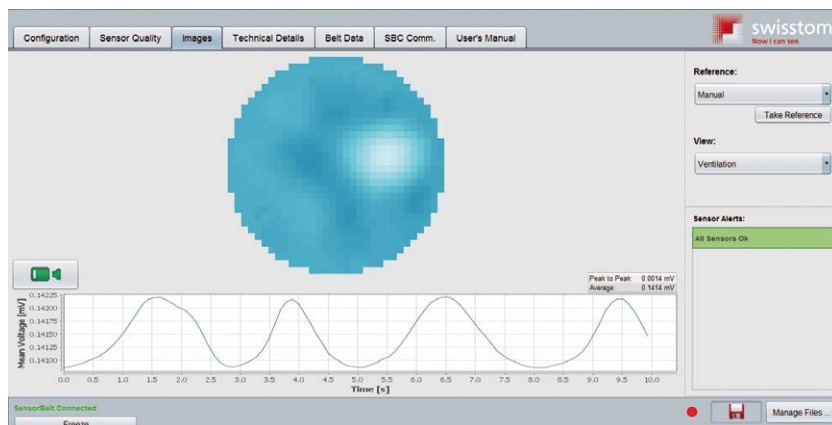 Configuration
Sensor Quality
Images
Technical Details
Belt Data
SBC Comm.
User's Manual
swisstom
Now I can see.
Reference:
Manual
Take Reference
View:
Ventilation
Sensor Alerts:
All Sensors Ok
Peak to Peak: 0.0014 mV
Average: 0.1414 mV
Mean Voltage [mV]
0.14225
0.14200
0.14175
0.14150
0.14125
0.14100
0.0 0.5 1.0 1.5 2.0 2.5 3.0 3.5 4.0 4.5 5.0 5.5 6.0 6.5 7.0 7.5 8.0 8.5 9.0 9.5 10.0
Time [s]
SensorBelt Connected
Freeze
Manage Files ...